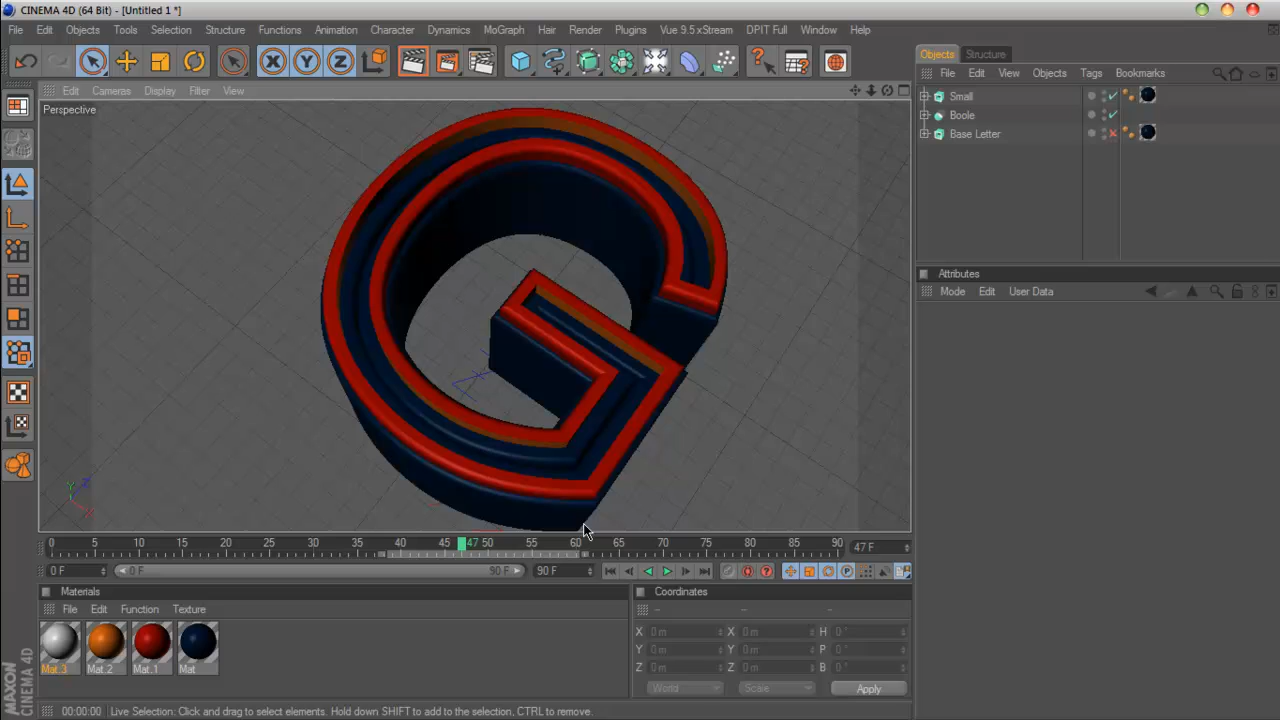 CINEMA 4D (64 Bit) - [Untitled 1 *]
File Edit Objects Tools Selection Structure Functions Animation Character Dynamics MoGraph Hair Render Plugins Vue 9.5 xStream DPIT Full Window Help
X Y Z
Objects Structure
File Edit View Objects Tags Bookmarks
Edit Cameras Display Filter View
Perspective
Small
Boole
Base Letter
Attributes
Mode Edit User Data
0 5 10 15 20 25 30 35 40 45 47 50 55 60 65 70 75 80 85 90 47 F
0 F 0 F 90 F 90 F
Materials
File Edit Function Texture
Mat.3 Mat.2 Mat.1 Mat
Coordinates
-- -- --
X 0 m X 0 m H 0 °
Y 0 m Y 0 m P 0 °
Z 0 m Z 0 m B 0 °
World Scale Apply
MAXON
CINEMA 4D
00:00:00 Live Selection: Click and drag to select elements. Hold down SHIFT to add to the selection, CTRL to remove.